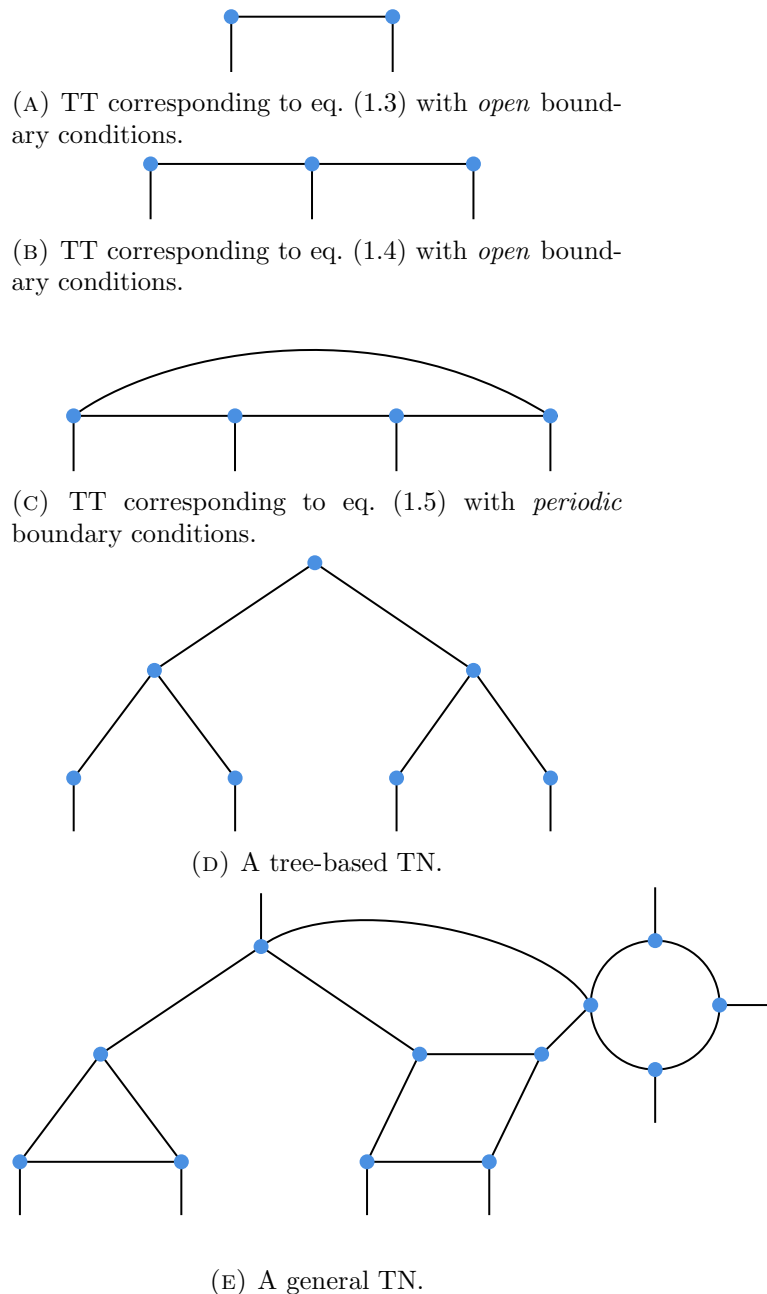 (A) TT corresponding to eq. (1.3) with open bound-
ary conditions.
(B) TT corresponding to eq. (1.4) with open bound-
ary conditions.
(C) TT corresponding to eq. (1.5) with periodic
boundary conditions.
(D) A tree-based TN.
(E) A general TN.